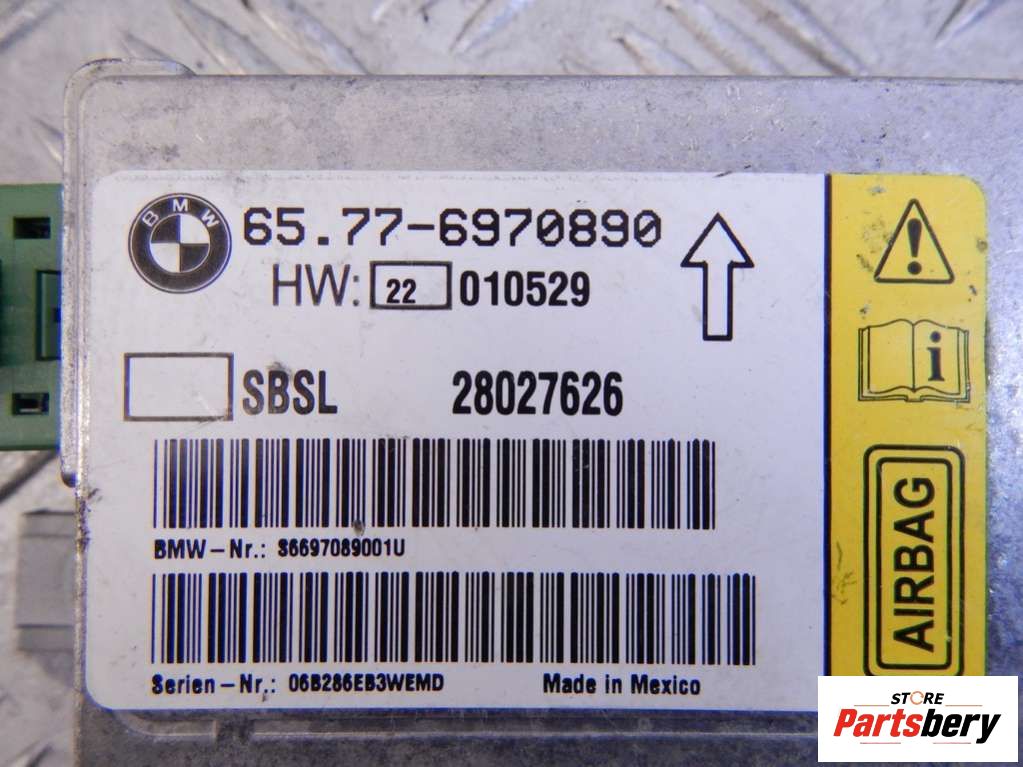 BMW
65.77-6970890
HW: 22 010529
SBSL 28027626
BMW-Nr.: S6697089001U
Serien-Nr.: 06B286EB3WEMD Made in Mexico
i
AIRBAG
STORE
Partsbery